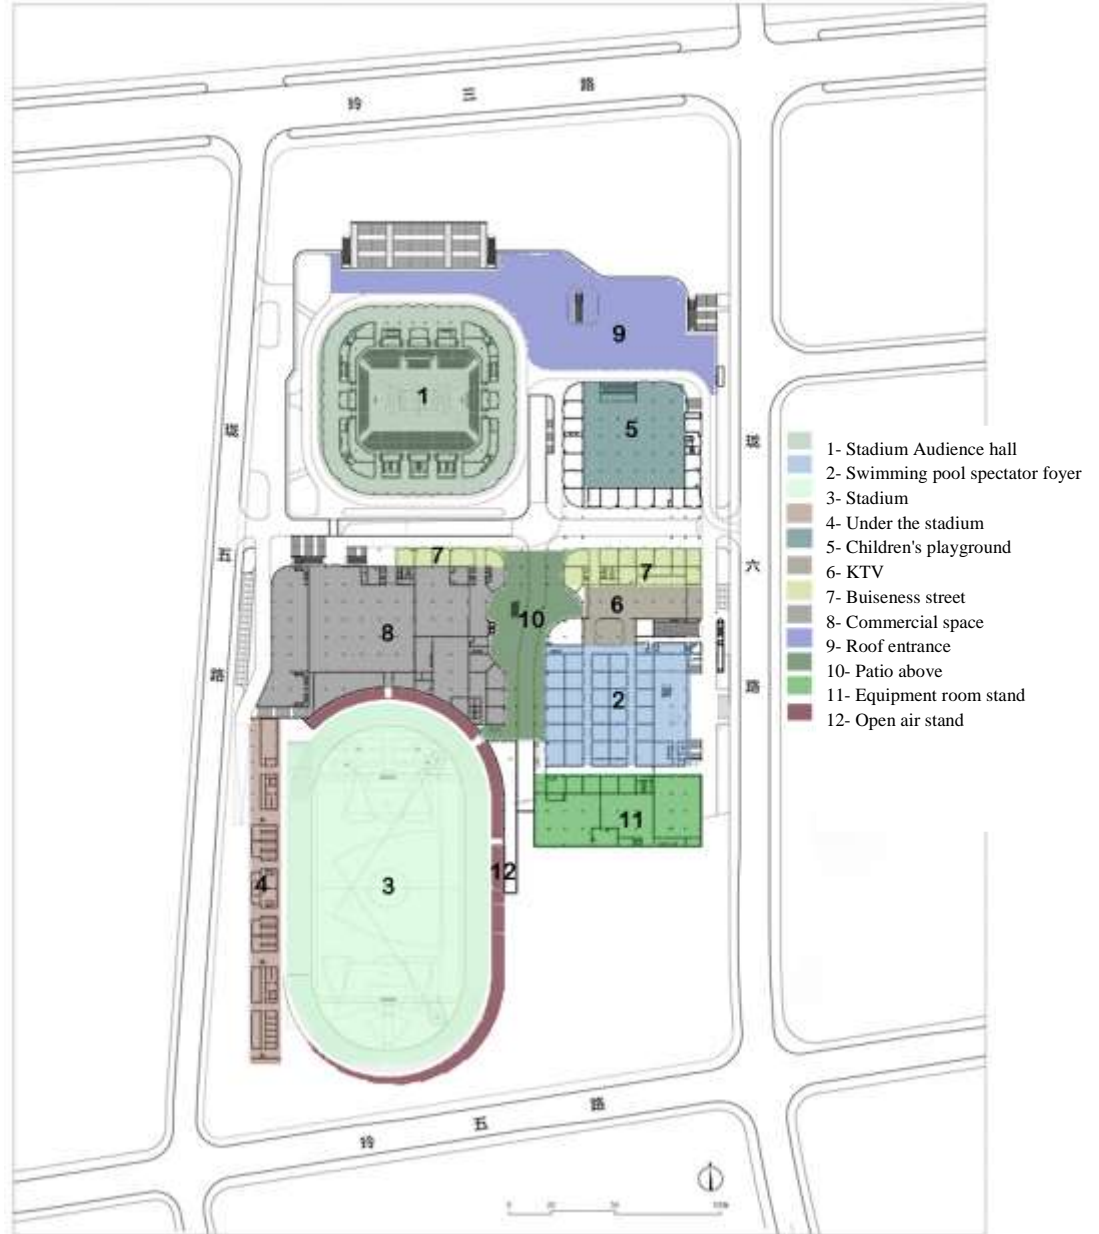 铃 三 路
9
1
5
珑
珑
1- Stadium Audience hall
2- Swimming pool spectator foyer
3- Stadium
4- Under the stadium
5- Children's playground
6- KTV
7- Buiseness street
8- Commercial space
9- Roof entrance
10- Patio above
11- Equipment room stand
12- Open air stand
五
7
7
六
6
10
8
路
路
2
11
12
4
3
铃 五 路
0